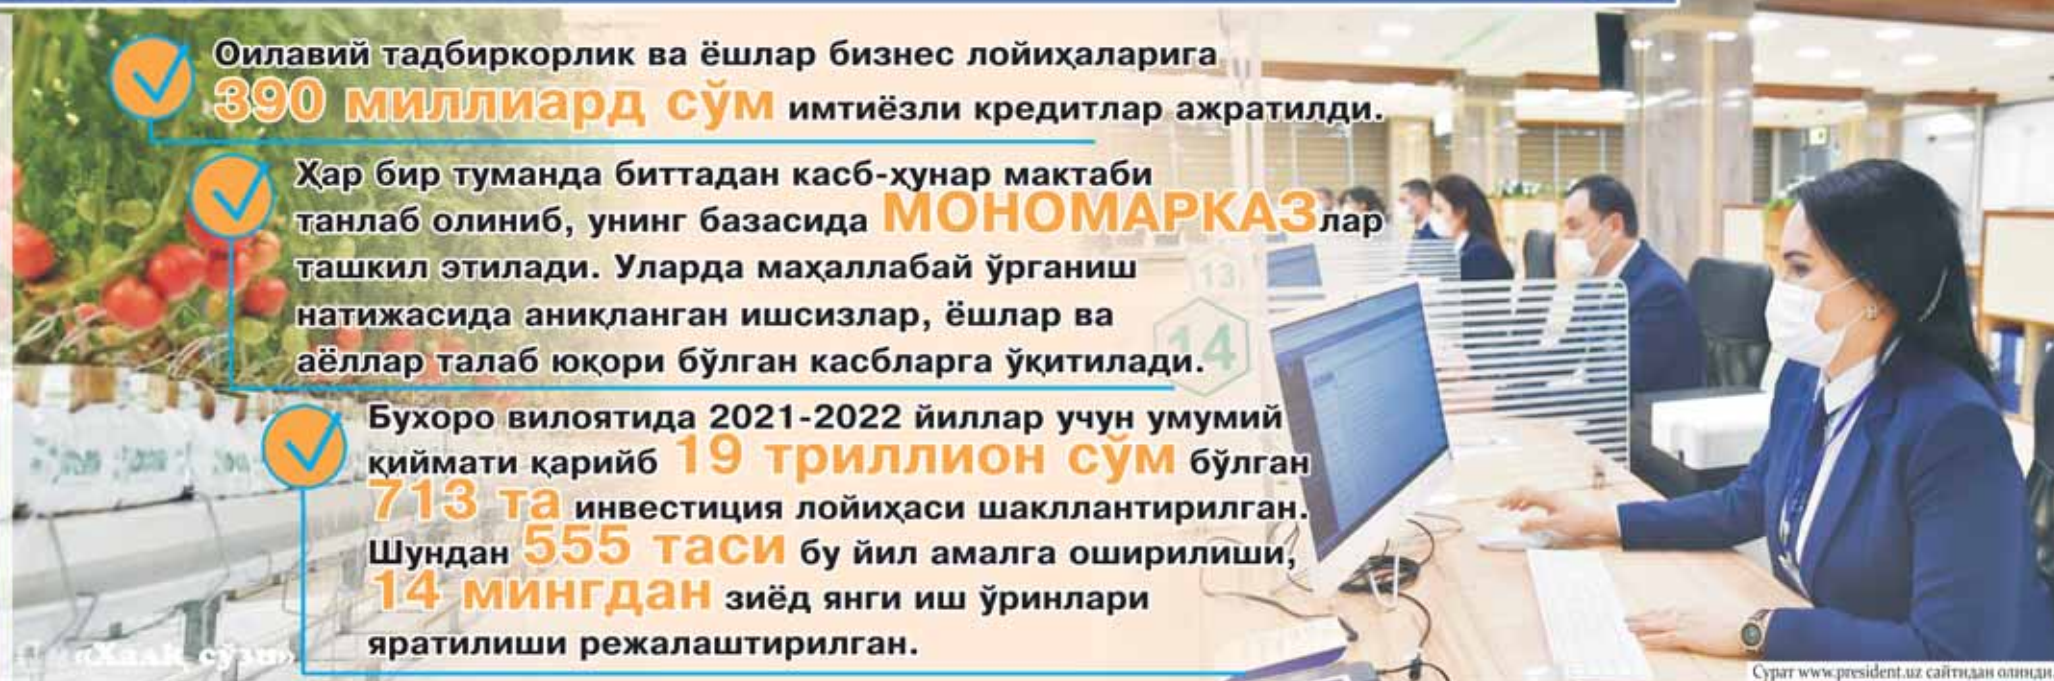 Оилавий тадбиркорлик ва ёшлар бизнес лойиҳаларига
390 миллиард сўм имтиёзли кредитлар ажратилди.
Ҳар бир туманда биттадан касб-ҳунар мактаби
танлаб олиниб, унинг базасида МОНОМАРКАЗлар
ташкил этилади. Уларда маҳаллабай ўрганиш
натижасида аниқланган ишсизлар, ёшлар ва
аёллар талаб юқори бўлган касбларга ўқитилади.
13
14
Бухоро вилоятида 2021-2022 йиллар учун умумий
қиймати қарийб 19 триллион сўм бўлган
713 та инвестиция лойиҳаси шакллантирилган.
Шундан 555 таси бу йил амалга оширилиши,
14 мингдан зиёд янги иш ўринлари
яратилиши режалаштирилган.
«Халқ сўзи»
Сурат www.president.uz сайтидан олинди.